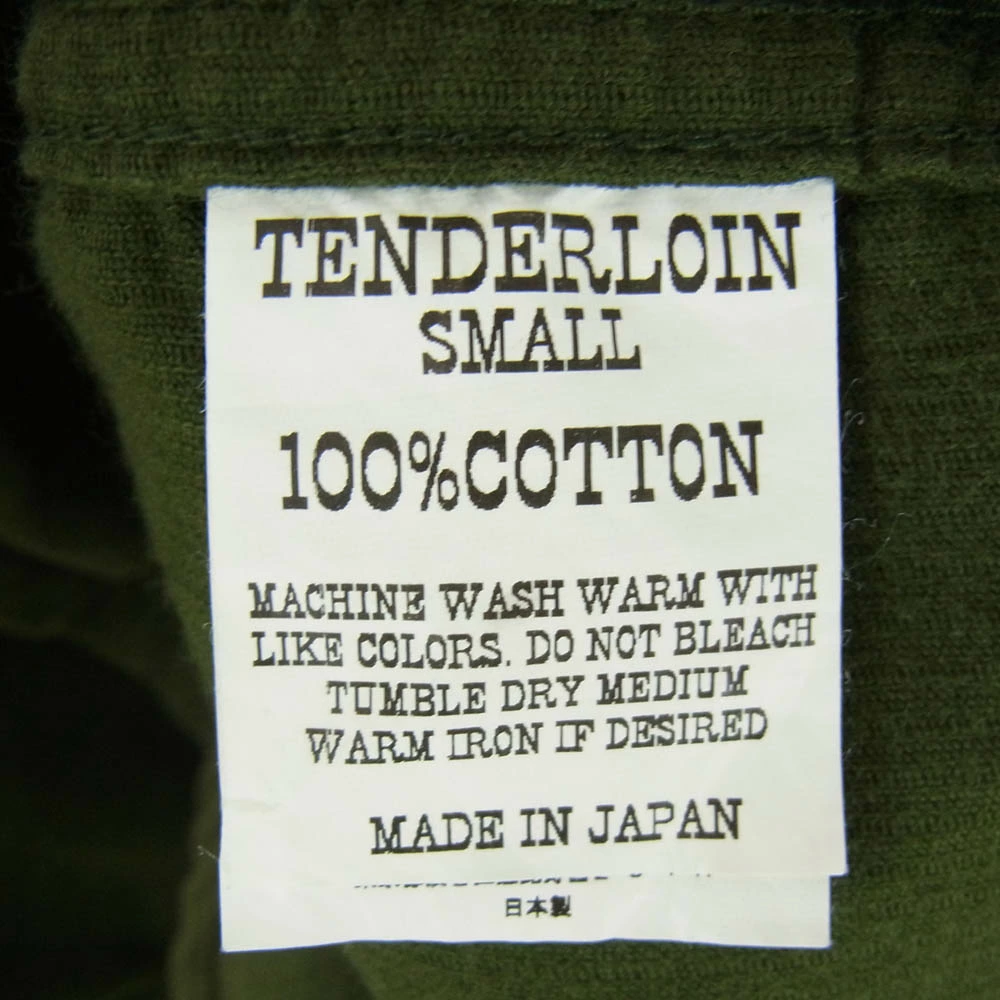 TENDERLOIN
SMALL
100%COTTON
MACHINE WASH WARM WITH
LIKE COLORS. DO NOT BLEACH
TUMBLE DRY MEDIUM
WARM IRON IF DESIRED
MADE IN JAPAN
日本製